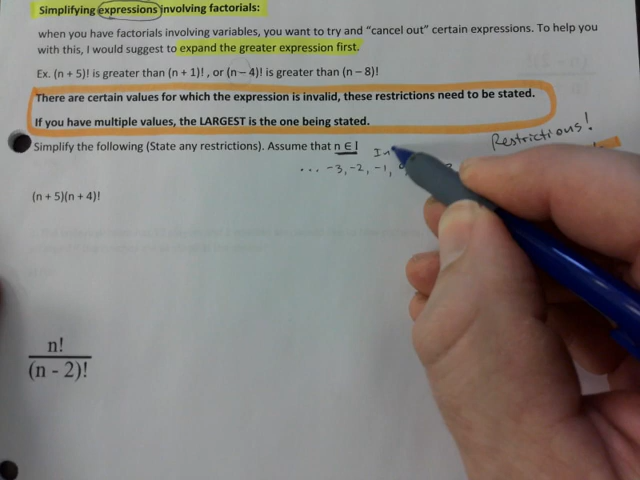 Simplifying expressions involving factorials:
when you have factorials involving variables, you want to try and “cancel out” certain expressions. To help you
with this, I would suggest to expand the greater expression first.
Ex. (n + 5)! is greater than (n + 1)! , or (n – 4)! is greater than (n – 8)!
There are certain values for which the expression is invalid, these restrictions need to be stated.
If you have multiple values, the LARGEST is the one being stated.
Restrictions!
Simplify the following (State any restrictions). Assume that n ∈ I
... -3, -2, -1,
(n + 5)(n + 4)!
n!
(n - 2)!